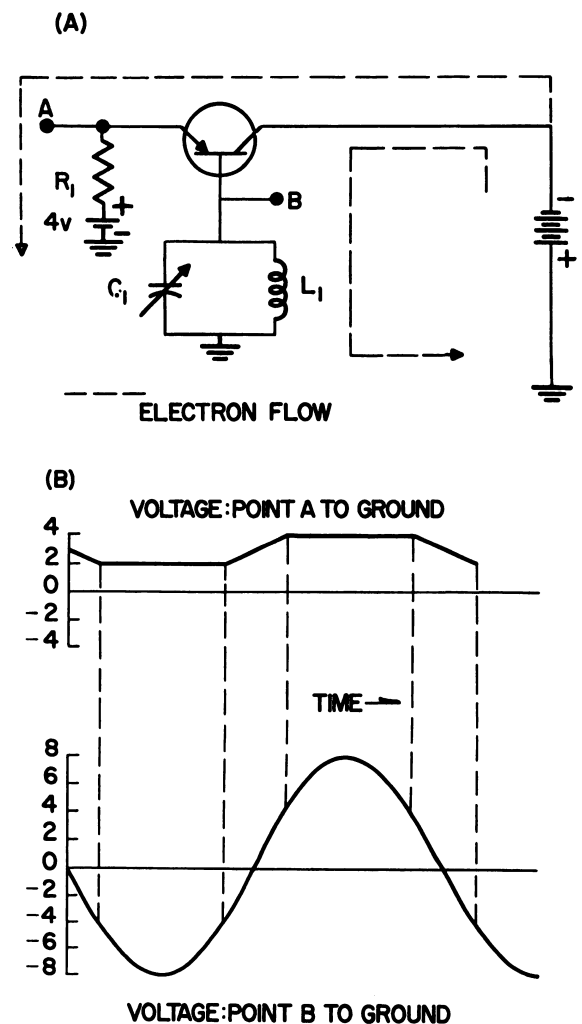 (A)
A
R1
+
4v
-
B
C1
L1
-
+
ELECTRON FLOW
(B)
VOLTAGE:POINT A TO GROUND
4
2
0
-2
-4
TIME
8
6
4
2
0
-2
-4
-6
-8
VOLTAGE:POINT B TO GROUND